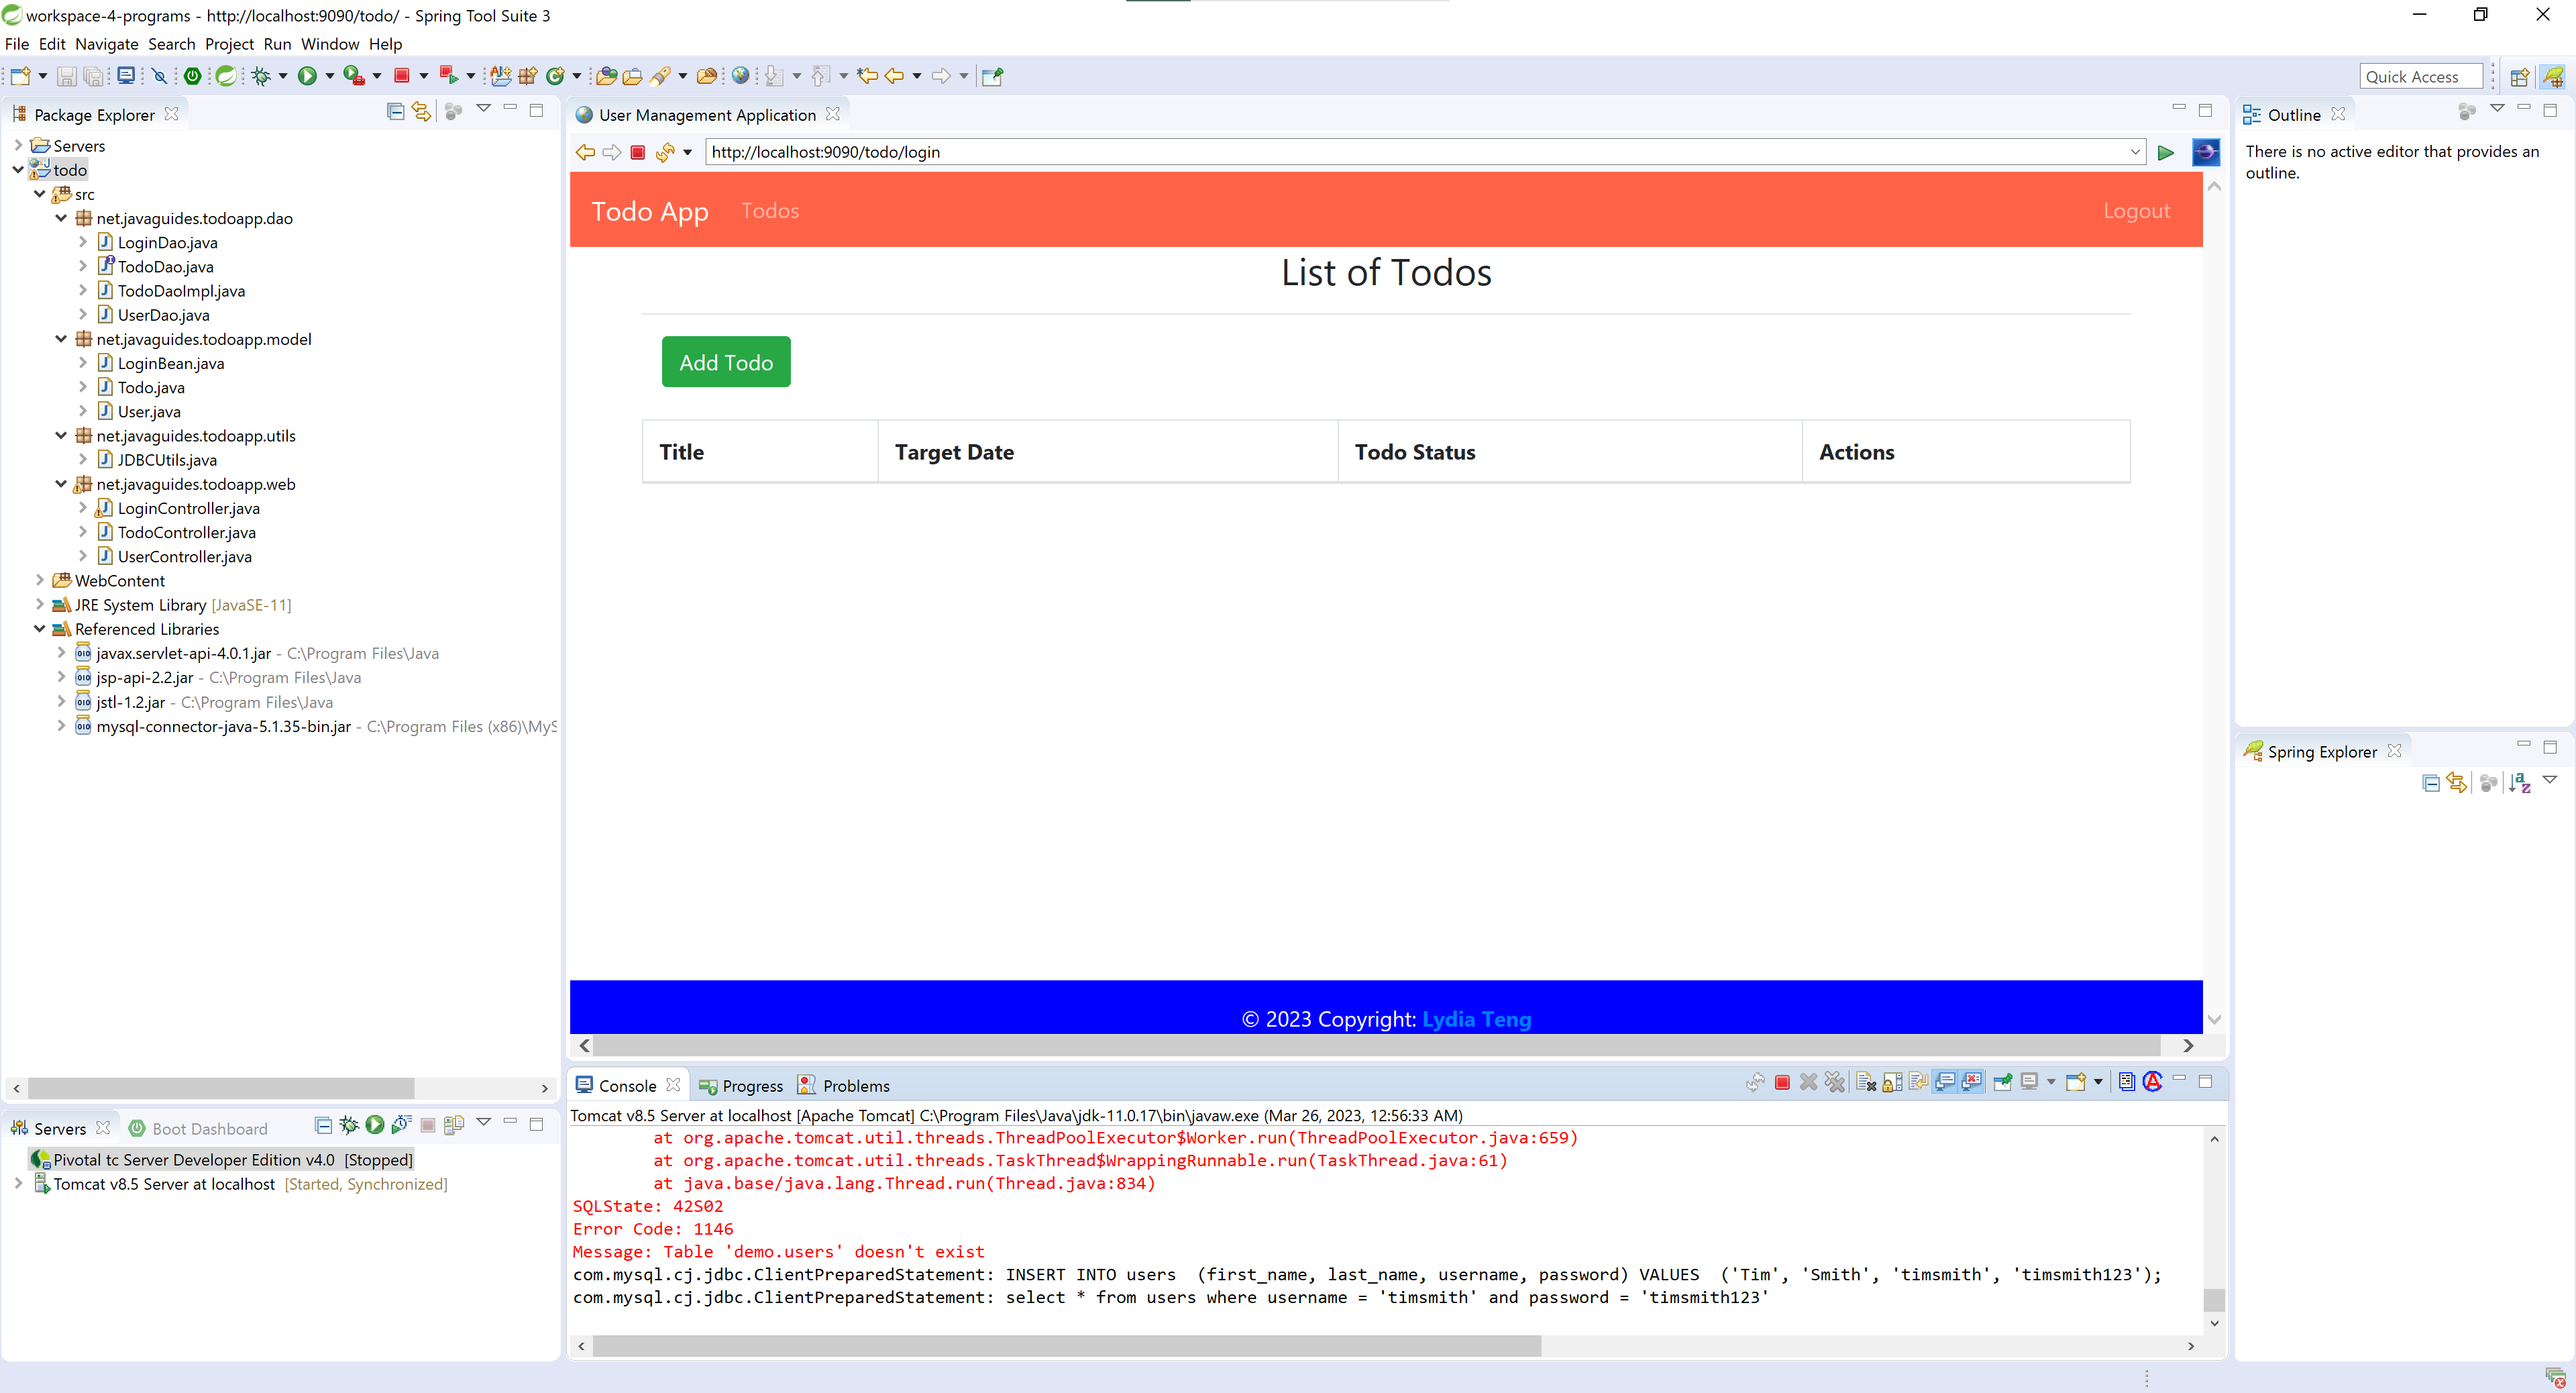 workspace-4-programs - http://localhost:9090/todo/ - Spring Tool Suite 3
File Edit Navigate Search Project Run Window Help
Quick Access
Package Explorer
Servers
todo
src
net.javaguides.todoapp.dao
LoginDao.java
TodoDao.java
TodoDaoImpl.java
UserDao.java
net.javaguides.todoapp.model
LoginBean.java
Todo.java
User.java
net.javaguides.todoapp.utils
JDBCUtils.java
net.javaguides.todoapp.web
LoginController.java
TodoController.java
UserController.java
WebContent
JRE System Library [JavaSE-11]
Referenced Libraries
javax.servlet-api-4.0.1.jar - C:\Program Files\Java
jsp-api-2.2.jar - C:\Program Files\Java
jstl-1.2.jar - C:\Program Files\Java
mysql-connector-java-5.1.35-bin.jar - C:\Program Files (x86)\MyS
Servers Boot Dashboard
Pivotal tc Server Developer Edition v4.0 [Stopped]
Tomcat v8.5 Server at localhost [Started, Synchronized]
User Management Application
http://localhost:9090/todo/login
Todo App Todos Logout
List of Todos
Add Todo
Title Target Date Todo Status Actions
© 2023 Copyright: Lydia Teng
Console Progress Problems
Tomcat v8.5 Server at localhost [Apache Tomcat] C:\Program Files\Java\jdk-11.0.17\bin\javaw.exe (Mar 26, 2023, 12:56:33 AM)
at org.apache.tomcat.util.threads.ThreadPoolExecutor$Worker.run(ThreadPoolExecutor.java:659)
at org.apache.tomcat.util.threads.TaskThread$WrappingRunnable.run(TaskThread.java:61)
at java.base/java.lang.Thread.run(Thread.java:834)
SQLState: 42S02
Error Code: 1146
Message: Table 'demo.users' doesn't exist
com.mysql.cj.jdbc.ClientPreparedStatement: INSERT INTO users  (first_name, last_name, username, password) VALUES  ('Tim', 'Smith', 'timsmith', 'timsmith123');
com.mysql.cj.jdbc.ClientPreparedStatement: select * from users where username = 'timsmith' and password = 'timsmith123'
Outline
There is no active editor that provides an
outline.
Spring Explorer